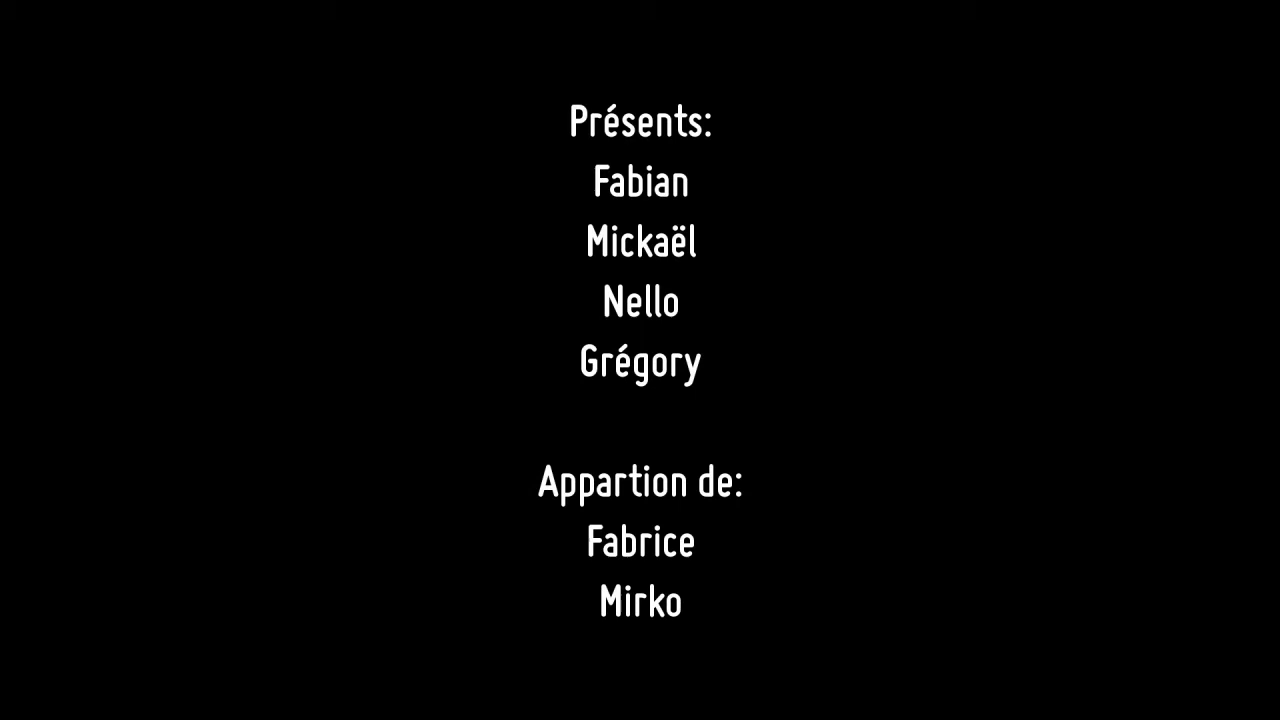 Présents:
Fabian
Mickaël
Nello
Grégory
Appartion de:
Fabrice
Mirko